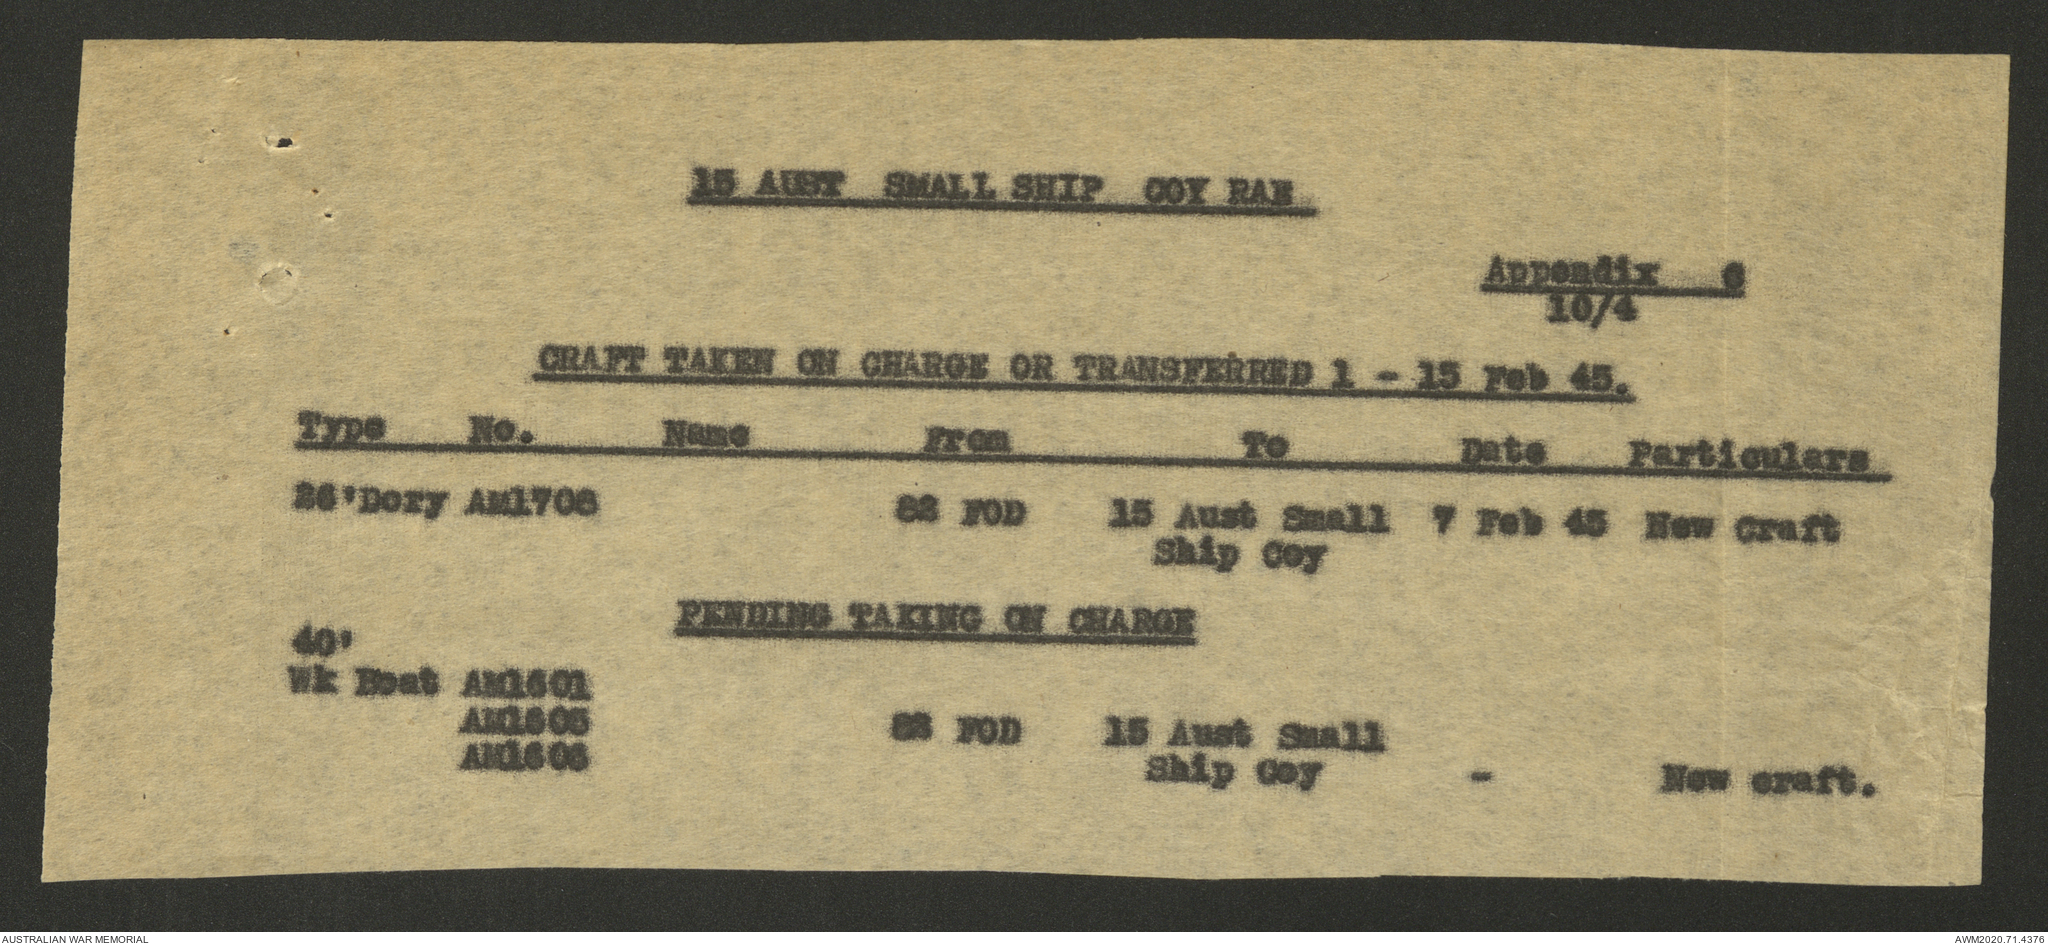 15 AUST SMALL SHIP COY RAE
Appendix 6
10/4
CRAFT TAKEN ON CHARGE OR TRANSFERRED 1 - 15 Feb 45.
Type No. Name From To Date Particulars
26'Dory AM1708 82 FOD 15 Aust Small 7 Feb 45 New Craft
Ship Coy
PENDING TAKING ON CHARGE
40'
Wk Boat AM1601
AM1605
AM1606 FOD 15 Aust Small
Ship Coy - New craft.
AUSTRALIAN WAR MEMORIAL
AWM2020.71.4376